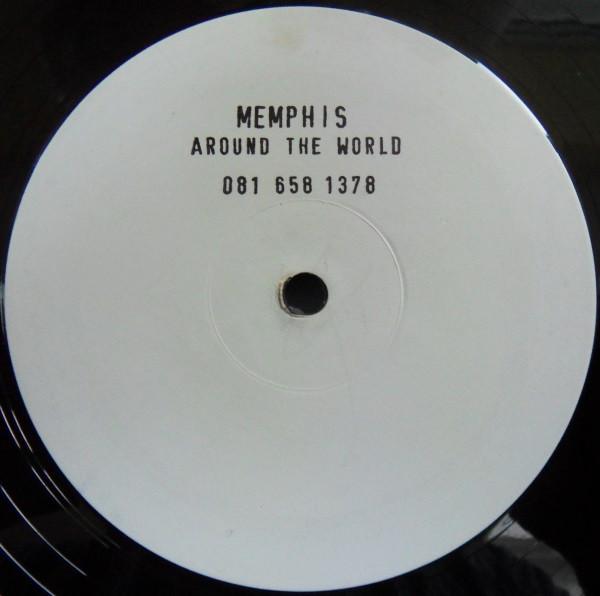 MEMPHIS
AROUND THE WORLD
081 658 1378